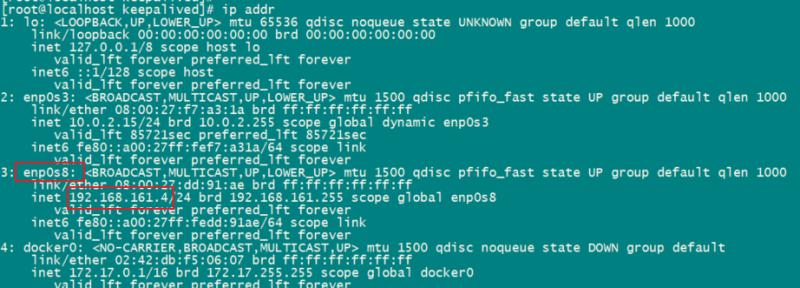 [root@localhost keepalived]# ip addr
1: lo: <LOOPBACK,UP,LOWER_UP> mtu 65536 qdisc noqueue state UNKNOWN group default qlen 1000
link/loopback 00:00:00:00:00:00 brd 00:00:00:00:00:00
inet 127.0.0.1/8 scope host lo
valid_lft forever preferred_lft forever
inet6 ::1/128 scope host
valid_lft forever preferred_lft forever
2: enp0s3: <BROADCAST,MULTICAST,UP,LOWER_UP> mtu 1500 qdisc pfifo_fast state UP group default qlen 1000
link/ether 08:00:27:f7:a3:1a brd ff:ff:ff:ff:ff:ff
inet 10.0.2.15/24 brd 10.0.2.255 scope global dynamic enp0s3
valid_lft 85721sec preferred_lft 85721sec
inet6 fe80::a00:27ff:fef7:a31a/64 scope link
valid_lft forever preferred_lft forever
3: enp0s8: <BROADCAST,MULTICAST,UP,LOWER_UP> mtu 1500 qdisc pfifo_fast state UP group default qlen 1000
link/ether 08:00:27:dd:91:ae brd ff:ff:ff:ff:ff:ff
inet 192.168.161.4/24 brd 192.168.161.255 scope global enp0s8
inet6 fe80::a00:27ff:fedd:91ae/64 scope link
valid_lft forever preferred_lft forever
4: docker0: <NO-CARRIER,BROADCAST,MULTICAST,UP> mtu 1500 qdisc noqueue state DOWN group default
link/ether 02:42:db:f5:06:07 brd ff:ff:ff:ff:ff:ff
inet 172.17.0.1/16 brd 172.17.255.255 scope global docker0